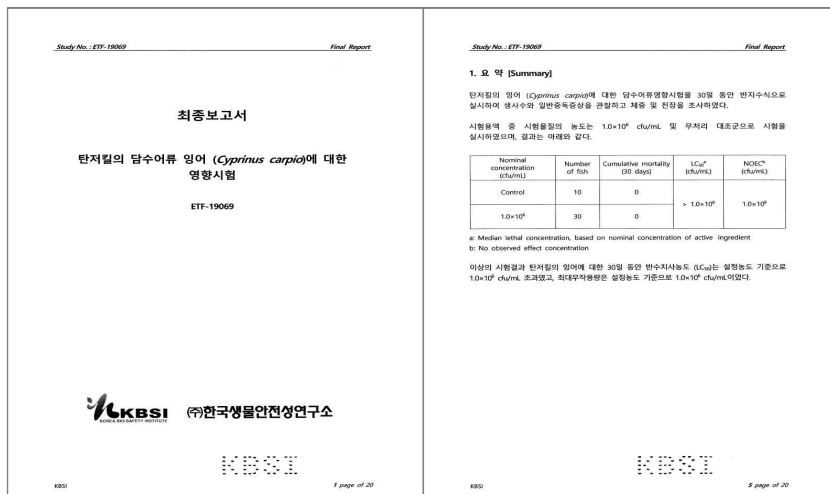 Study No. : ETF-19069
Final Report
최종보고서
탄저킬의 담수어류 잉어 (Cyprinus carpio)에 대한
영향시험
ETF-19069
KBSI
KOREA BIO-SAFETY INSTITUTE
㈜한국생물안전성연구소
KBSI
KBSI
1 page of 20
Study No. : ETF-19069
Final Report
1. 요 약 [Summary]
탄저킬의 잉어 (Cyprinus carpio)에 대한 담수어류영향시험을 30일 동안 반지수식으로
실시하여 생사수와 일반중독증상을 관찰하고 체중 및 전장을 조사하였다.
시험용액 중 시험물질의 농도는 1.0×10⁶ cfu/mL 및 무처리 대조군으로 시험을
실시하였으며, 결과는 아래와 같다.
Nominal concentration (cfu/mL)
Number of fish
Cumulative mortality (30 days)
LC₅₀ᵃ (cfu/mL)
NOECᵇ (cfu/mL)
Control
10
0
> 1.0×10⁶
1.0×10⁶
1.0×10⁶
30
0
a: Median lethal concentration, based on nominal concentration of active ingredient
b: No observed effect concentration
이상의 시험결과 탄저킬의 잉어에 대한 30일 동안 반수치사농도 (LC₅₀)는 설정농도 기준으로
1.0×10⁶ cfu/mL 초과였고, 최대무작용량은 설정농도 기준으로 1.0×10⁶ cfu/mL이었다.
KBSI
KBSI
5 page of 20